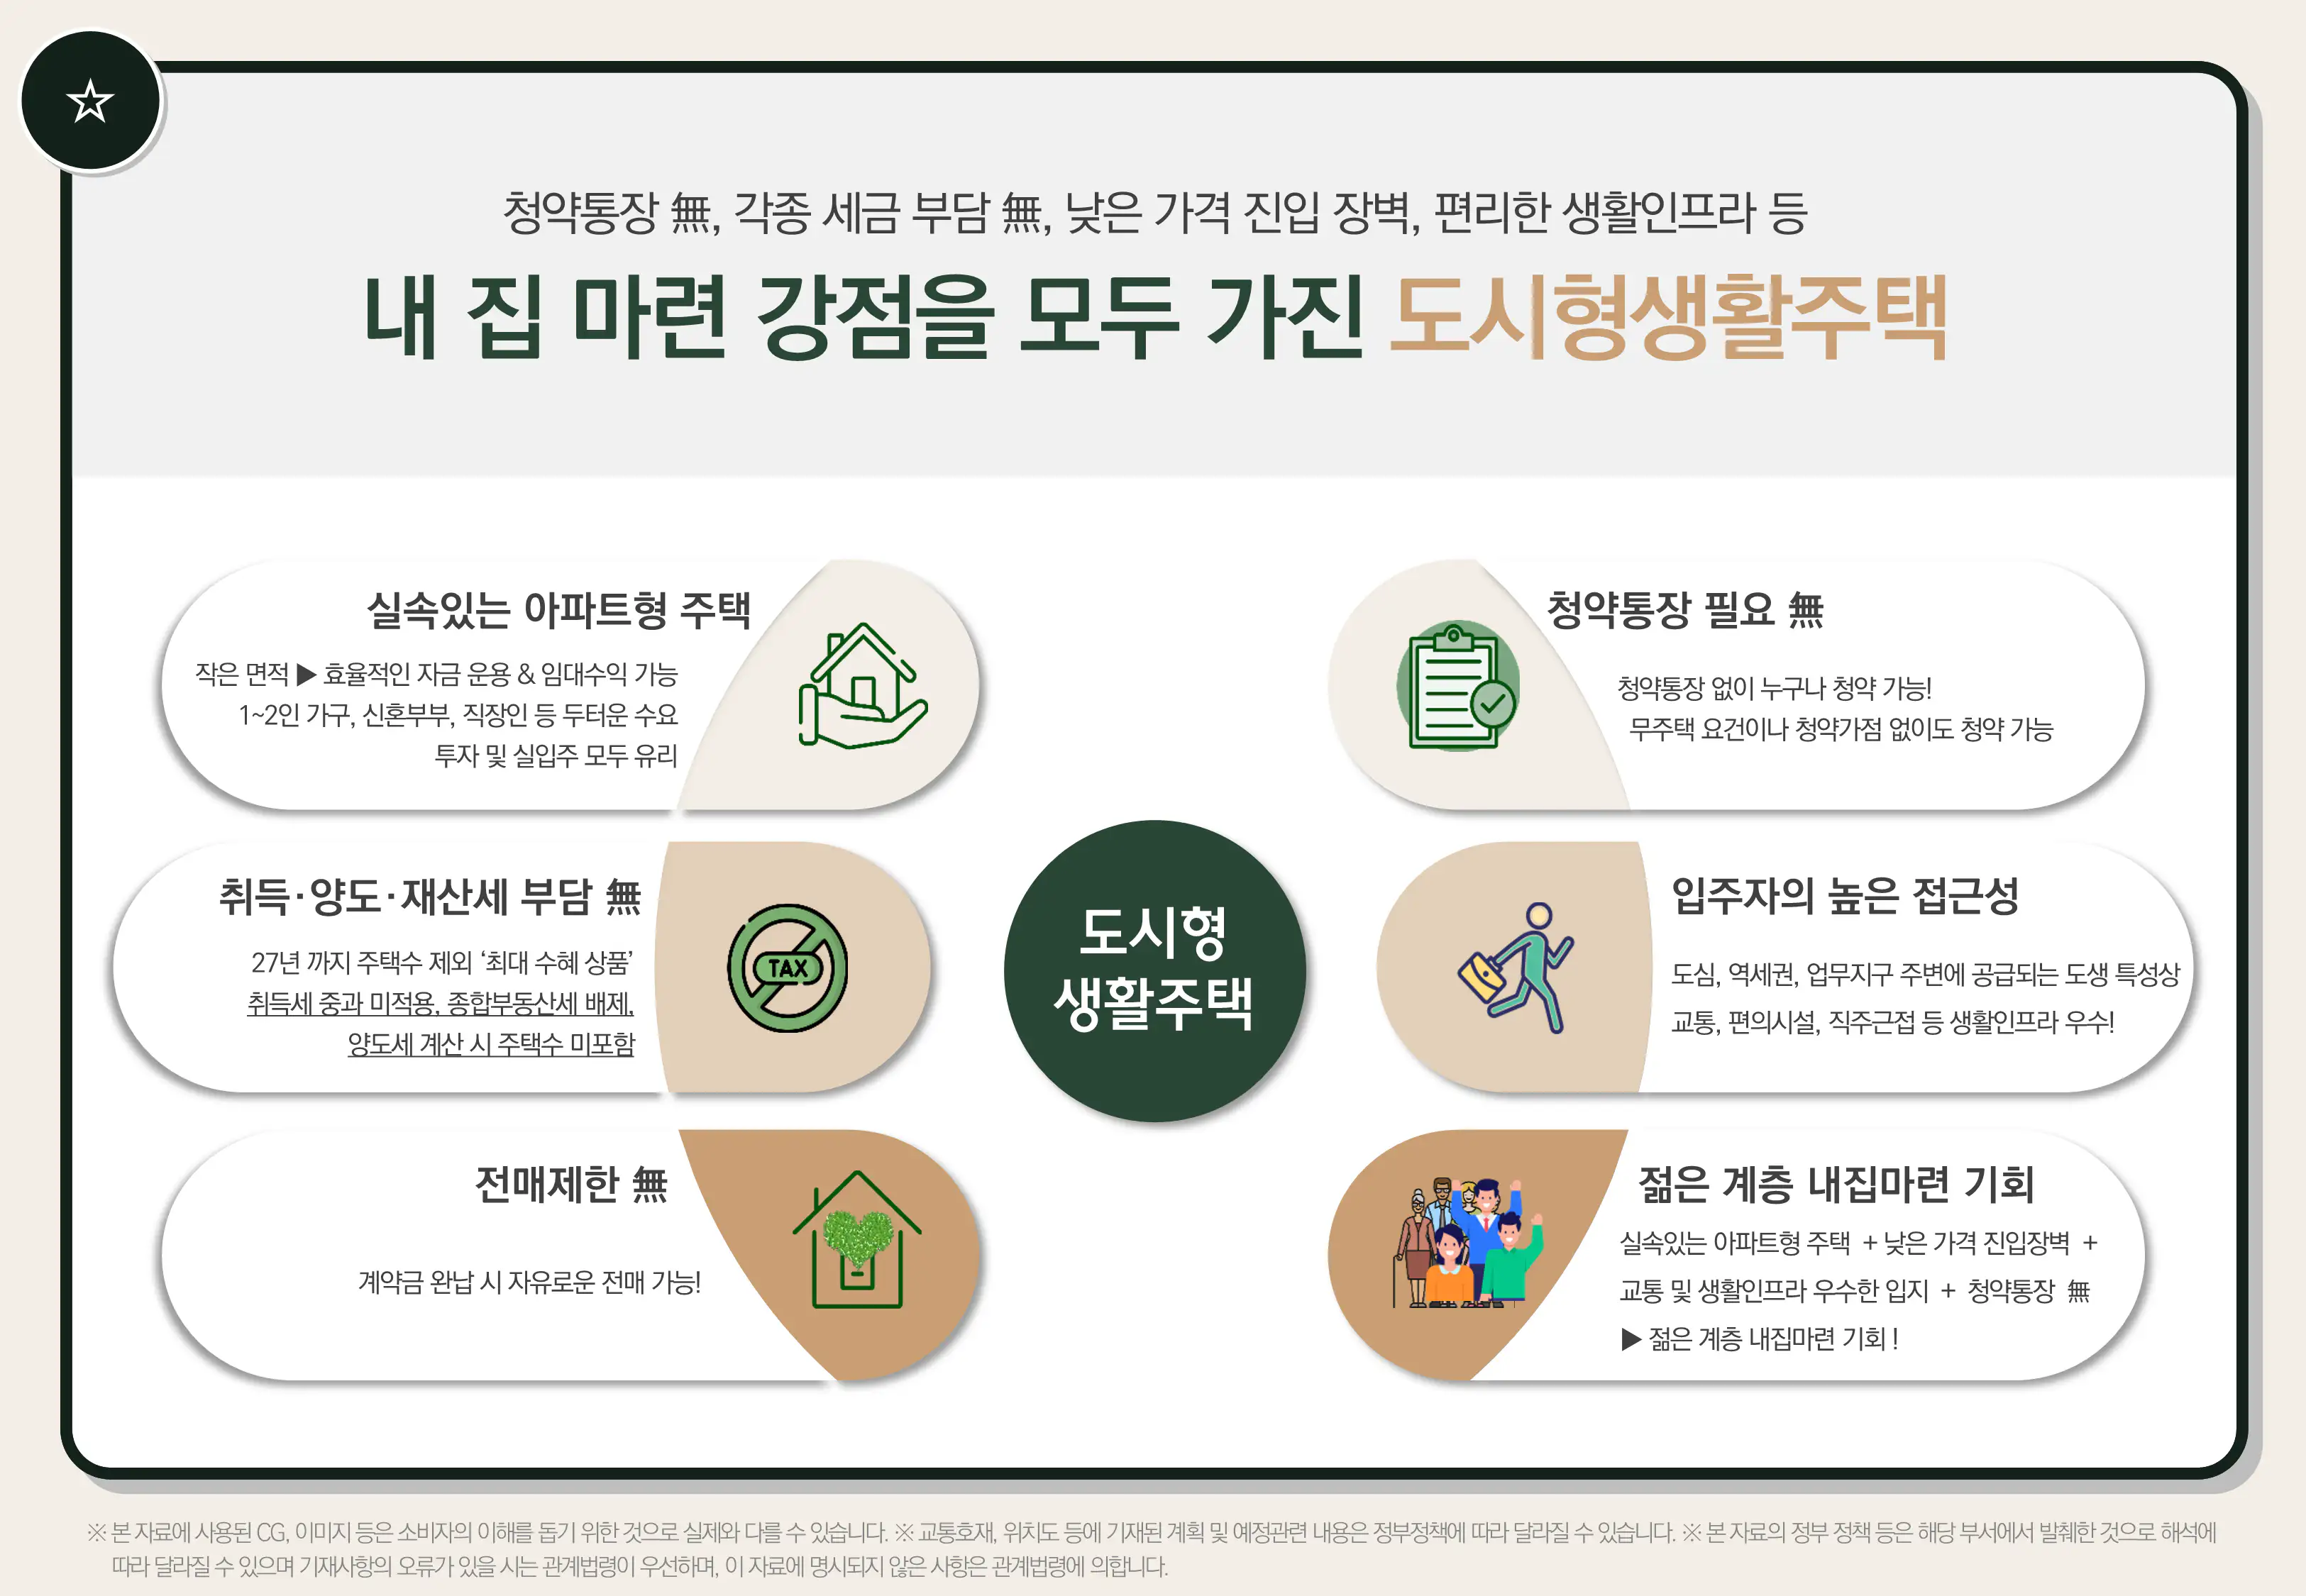 청약통장 無, 각종 세금 부담 無, 낮은 가격 진입 장벽, 편리한 생활인프라 등
내 집 마련 강점을 모두 가진 도시형생활주택
실속있는 아파트형 주택
작은 면적 ▶ 효율적인 자금 운용 & 임대수익 가능
1~2인 가구, 신혼부부, 직장인 등 두터운 수요
투자 및 실입주 모두 유리
취득·양도·재산세 부담 無
27년 까지 주택수 제외 ‘최대 수혜 상품’
취득세 중과 미적용, 종합부동산세 배제,
양도세 계산 시 주택수 미포함
TAX
전매제한 無
계약금 완납 시 자유로운 전매 가능!
도시형
생활주택
청약통장 필요 無
청약통장 없이 누구나 청약 가능!
무주택 요건이나 청약가점 없이도 청약 가능
입주자의 높은 접근성
도심, 역세권, 업무지구 주변에 공급되는 도생 특성상
교통, 편의시설, 직주근접 등 생활인프라 우수!
젊은 계층 내집마련 기회
실속있는 아파트형 주택 + 낮은 가격 진입장벽 +
교통 및 생활인프라 우수한 입지 + 청약통장 無
▶ 젊은 계층 내집마련 기회 !
※ 본 자료에 사용된 CG, 이미지 등은 소비자의 이해를 돕기 위한 것으로 실제와 다를 수 있습니다. ※ 교통호재, 위치도 등에 기재된 계획 및 예정관련 내용은 정부정책에 따라 달라질 수 있습니다. ※ 본 자료의 정부 정책 등은 해당 부서에서 발췌한 것으로 해석에
따라 달라질 수 있으며 기재사항의 오류가 있을 시는 관계법령이 우선하며, 이 자료에 명시되지 않은 사항은 관계법령에 의합니다.